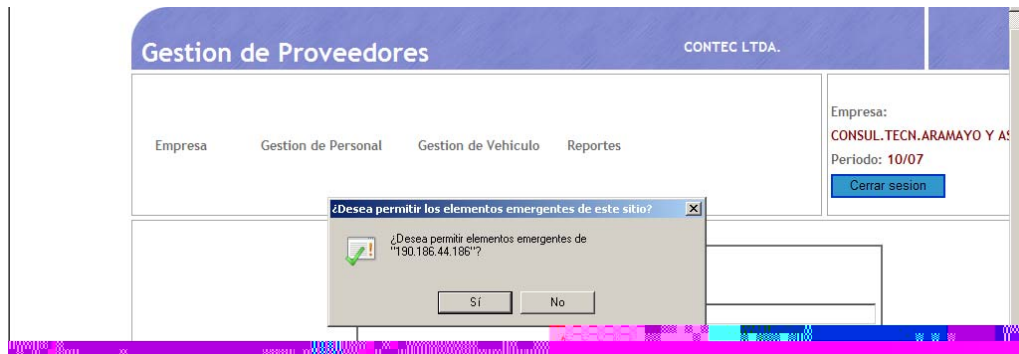 Gestion de Proveedores
CONTEC LTDA.
Empresa
Gestion de Personal
Gestion de Vehiculo
Reportes
Empresa:
CONSUL.TECN.ARAMAYO Y
Periodo: 10/07
Cerrar sesion
¿Desea permitir los elementos emergentes de este sitio?
¿Desea permitir elementos emergentes de
"190.186.44.186"?
Sí
No